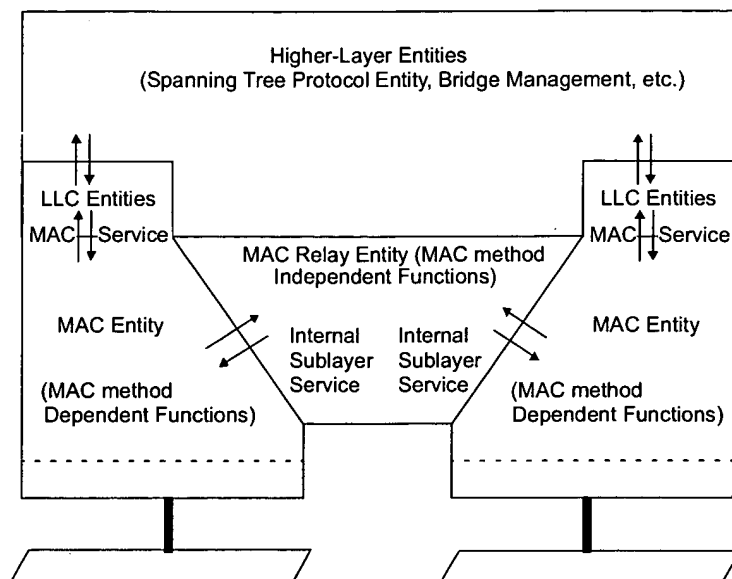 Higher-Layer Entities
(Spanning Tree Protocol Entity, Bridge Management, etc.)
LLC Entities
MAC Service
LLC Entities
MAC Service
MAC Relay Entity (MAC method
Independent Functions)
MAC Entity
Internal
Sublayer
Service
Internal
Sublayer
Service
MAC Entity
(MAC method
Dependent Functions)
(MAC method
Dependent Functions)